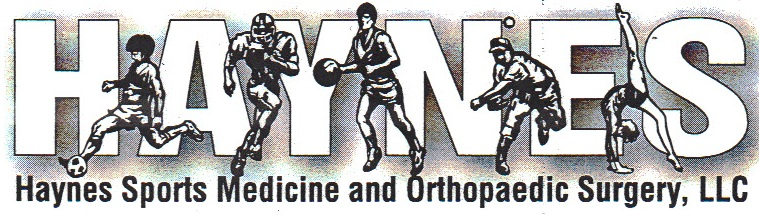 HAYNES
Haynes Sports Medicine and Orthopaedic Surgery, LLC